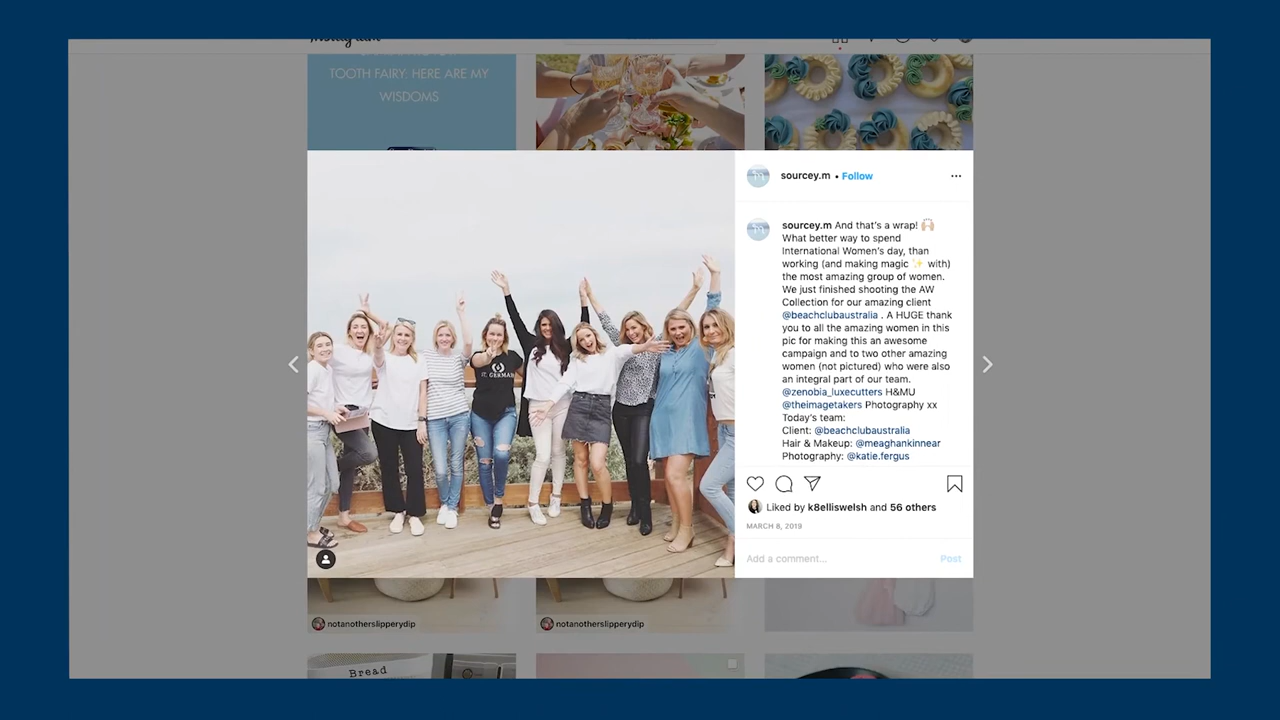 Instagram
TOOTH FAIRY: HERE ARE MY
WISDOMS
sourcey.m • Follow
sourcey.m And that's a wrap! 🙌🏻
What better way to spend
International Women's day, than
working (and making magic ✨ with)
the most amazing group of women.
We just finished shooting the AW
Collection for our amazing client
@beachclubaustralia . A HUGE thank
you to all the amazing women in this
pic for making this an awesome
campaign and to two other amazing
women (not pictured) who were also
an integral part of our team.
@zenobia_luxecutters H&MU
@theimagetakers Photography xx
Today's team:
Client: @beachclubaustralia
Hair & Makeup: @meaghankinnear
Photography: @katie.fergus
ST. GERMAIN
Liked by k8elliswelsh and 56 others
MARCH 8, 2019
Add a comment... Post
notanotherslipperydip
notanotherslipperydip
Bread